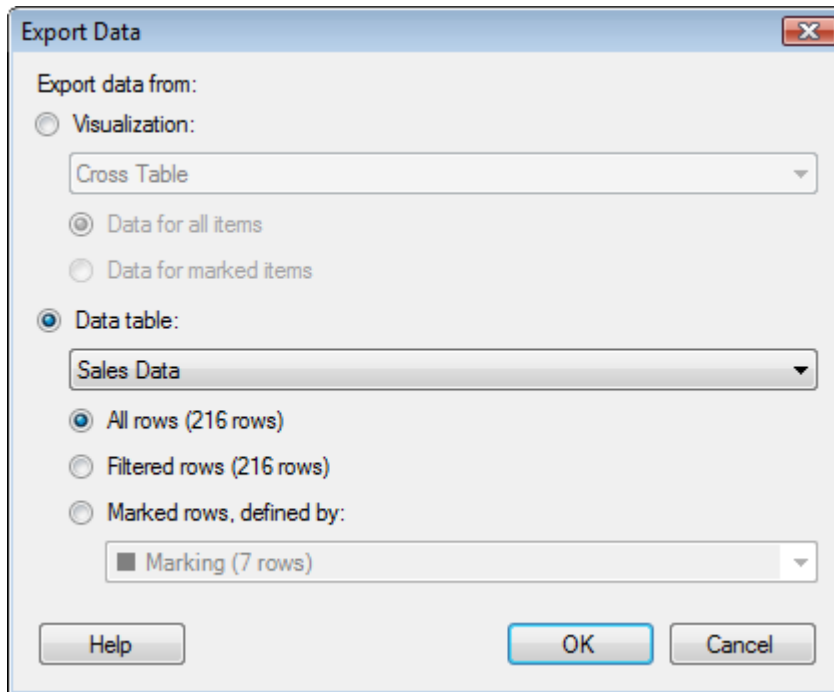 Export Data
Export data from:
Visualization:
Cross Table
Data for all items
Data for marked items
Data table:
Sales Data
All rows (216 rows)
Filtered rows (216 rows)
Marked rows, defined by:
Marking (7 rows)
Help OK Cancel